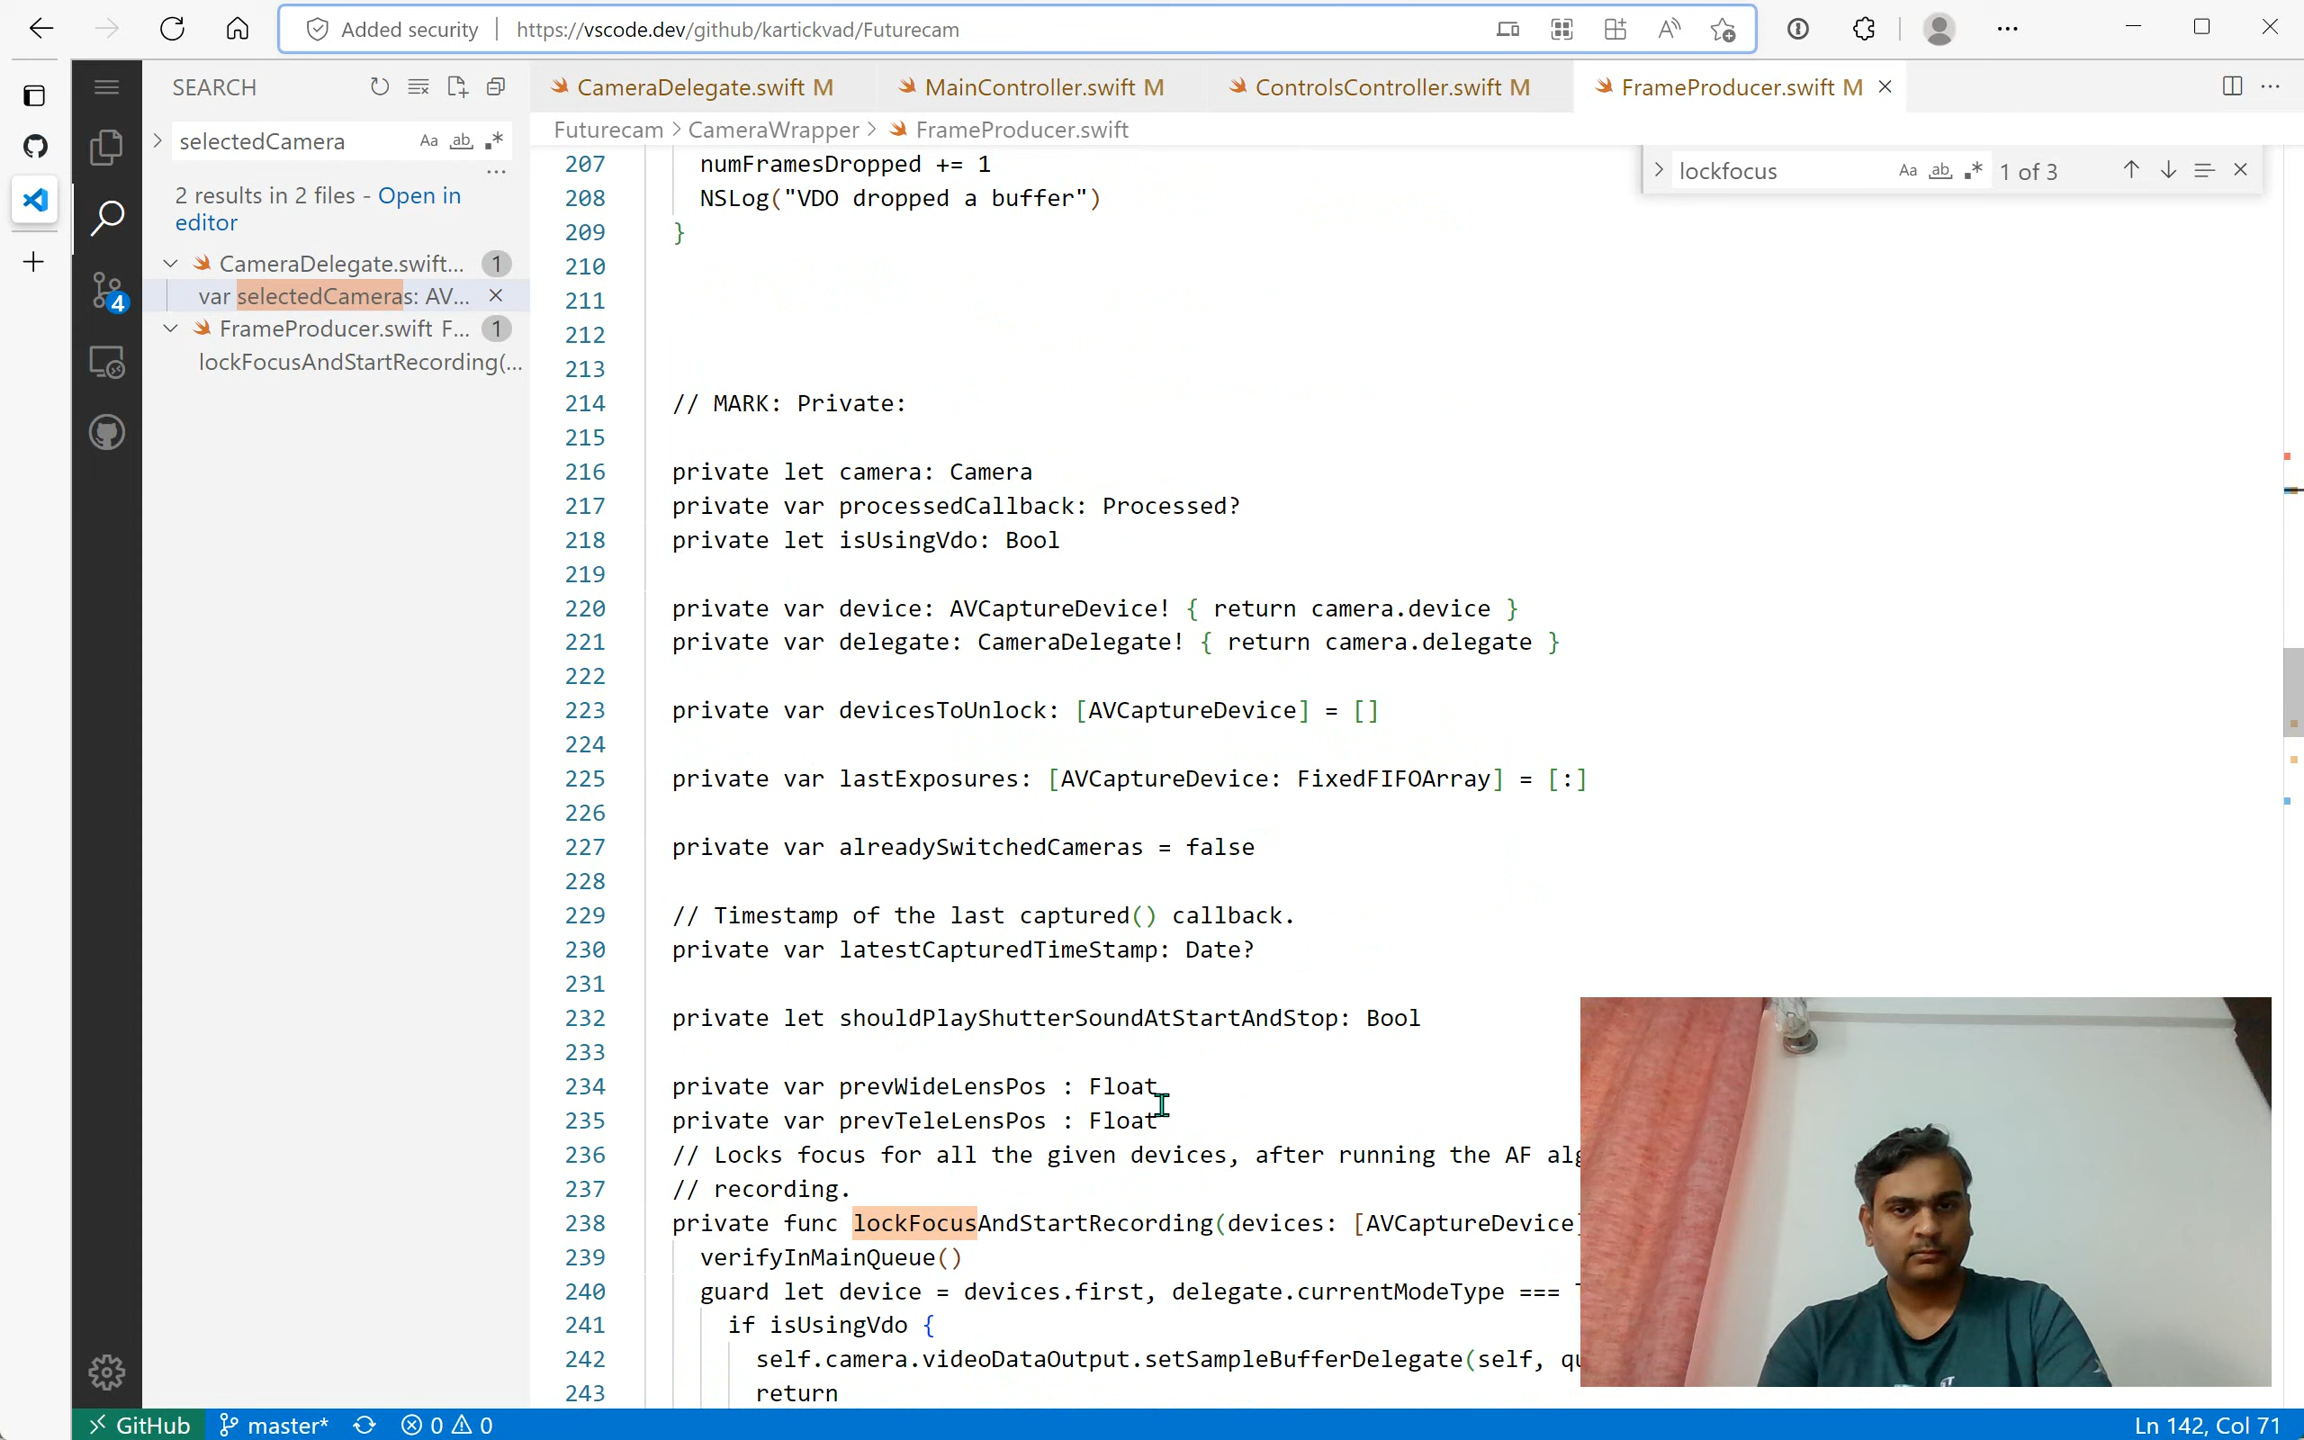 Added security
https://vscode.dev/github/kartickvad/Futurecam
SEARCH
selectedCamera
Aa
ab
2 results in 2 files - Open in
editor
CameraDelegate.swift... 1
var selectedCameras: AV...
FrameProducer.swift F... 1
lockFocusAndStartRecording(...
4
CameraDelegate.swift M
MainController.swift M
ControlsController.swift M
FrameProducer.swift M
Futurecam > CameraWrapper > FrameProducer.swift
lockfocus
Aa
ab
1 of 3
207 numFramesDropped += 1
208 NSLog("VDO dropped a buffer")
209 }
210
211
212
213
214 // MARK: Private:
215
216 private let camera: Camera
217 private var processedCallback: Processed?
218 private let isUsingVdo: Bool
219
220 private var device: AVCaptureDevice! { return camera.device }
221 private var delegate: CameraDelegate! { return camera.delegate }
222
223 private var devicesToUnlock: [AVCaptureDevice] = []
224
225 private var lastExposures: [AVCaptureDevice: FixedFIFOArray] = [:]
226
227 private var alreadySwitchedCameras = false
228
229 // Timestamp of the last captured() callback.
230 private var latestCapturedTimeStamp: Date?
231
232 private let shouldPlayShutterSoundAtStartAndStop: Bool
233
234 private var prevWideLensPos : Float
235 private var prevTeleLensPos : Float
236 // Locks focus for all the given devices, after running the AF alg
237 // recording.
238 private func lockFocusAndStartRecording(devices: [AVCaptureDevice]
239 verifyInMainQueue()
240 guard let device = devices.first, delegate.currentModeType ===
241 if isUsingVdo {
242 self.camera.videoDataOutput.setSampleBufferDelegate(self, qu
243 return
GitHub
master*
0
0
Ln 142, Col 71